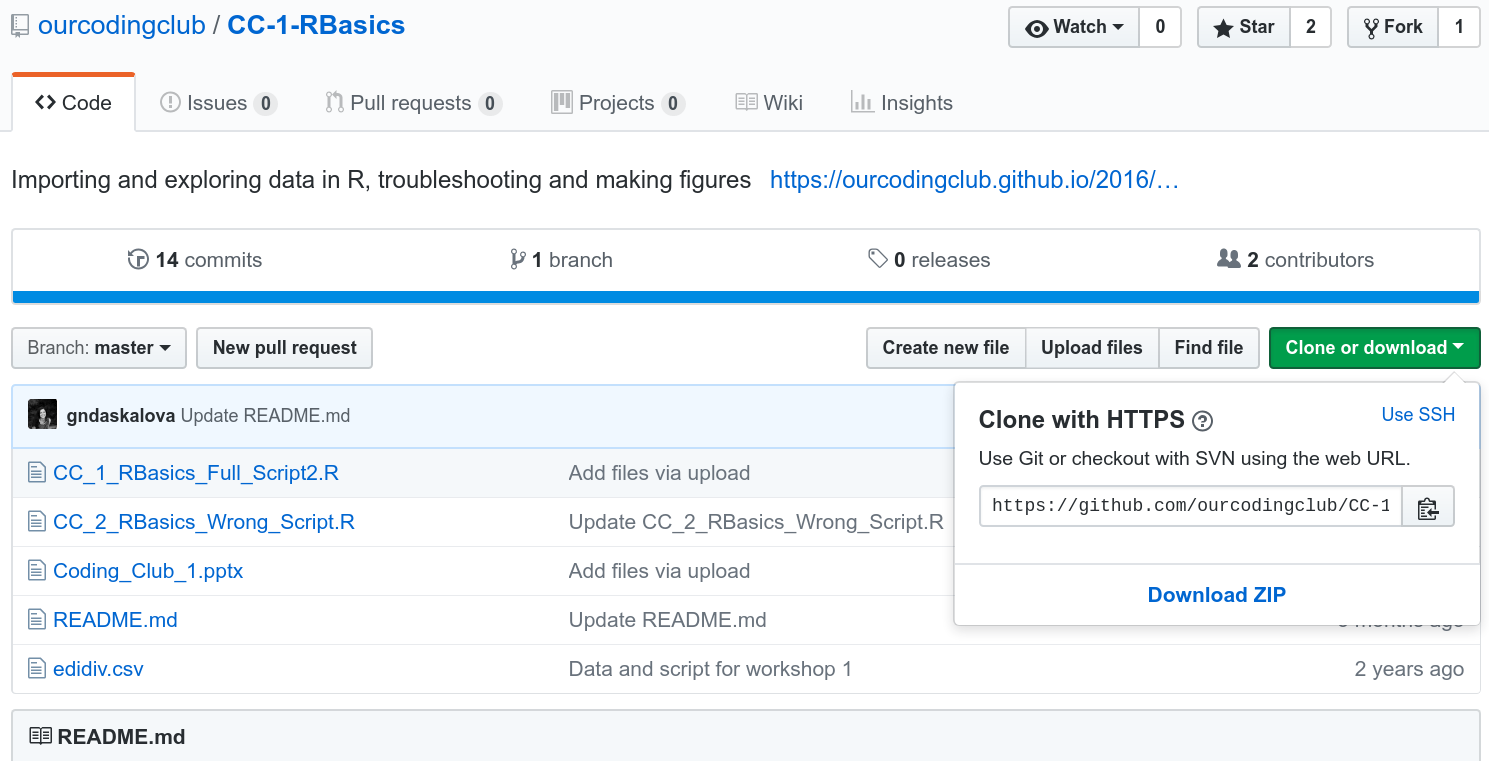 ourcodingclub / CC-1-RBasics
Watch 0 Star 2 Fork 1
Code Issues 0 Pull requests 0 Projects 0 Wiki Insights
Importing and exploring data in R, troubleshooting and making figures https://ourcodingclub.github.io/2016/…
14 commits 1 branch 0 releases 2 contributors
Branch: master New pull request Create new file Upload files Find file Clone or download
gndaskalova Update README.md
CC_1_RBasics_Full_Script2.R Add files via upload
CC_2_RBasics_Wrong_Script.R Update CC_2_RBasics_Wrong_Script.R
Coding_Club_1.pptx Add files via upload
README.md Update README.md
edidiv.csv Data and script for workshop 1 2 years ago
Clone with HTTPS ? Use SSH
Use Git or checkout with SVN using the web URL.
https://github.com/ourcodingclub/CC-1
Download ZIP
README.md